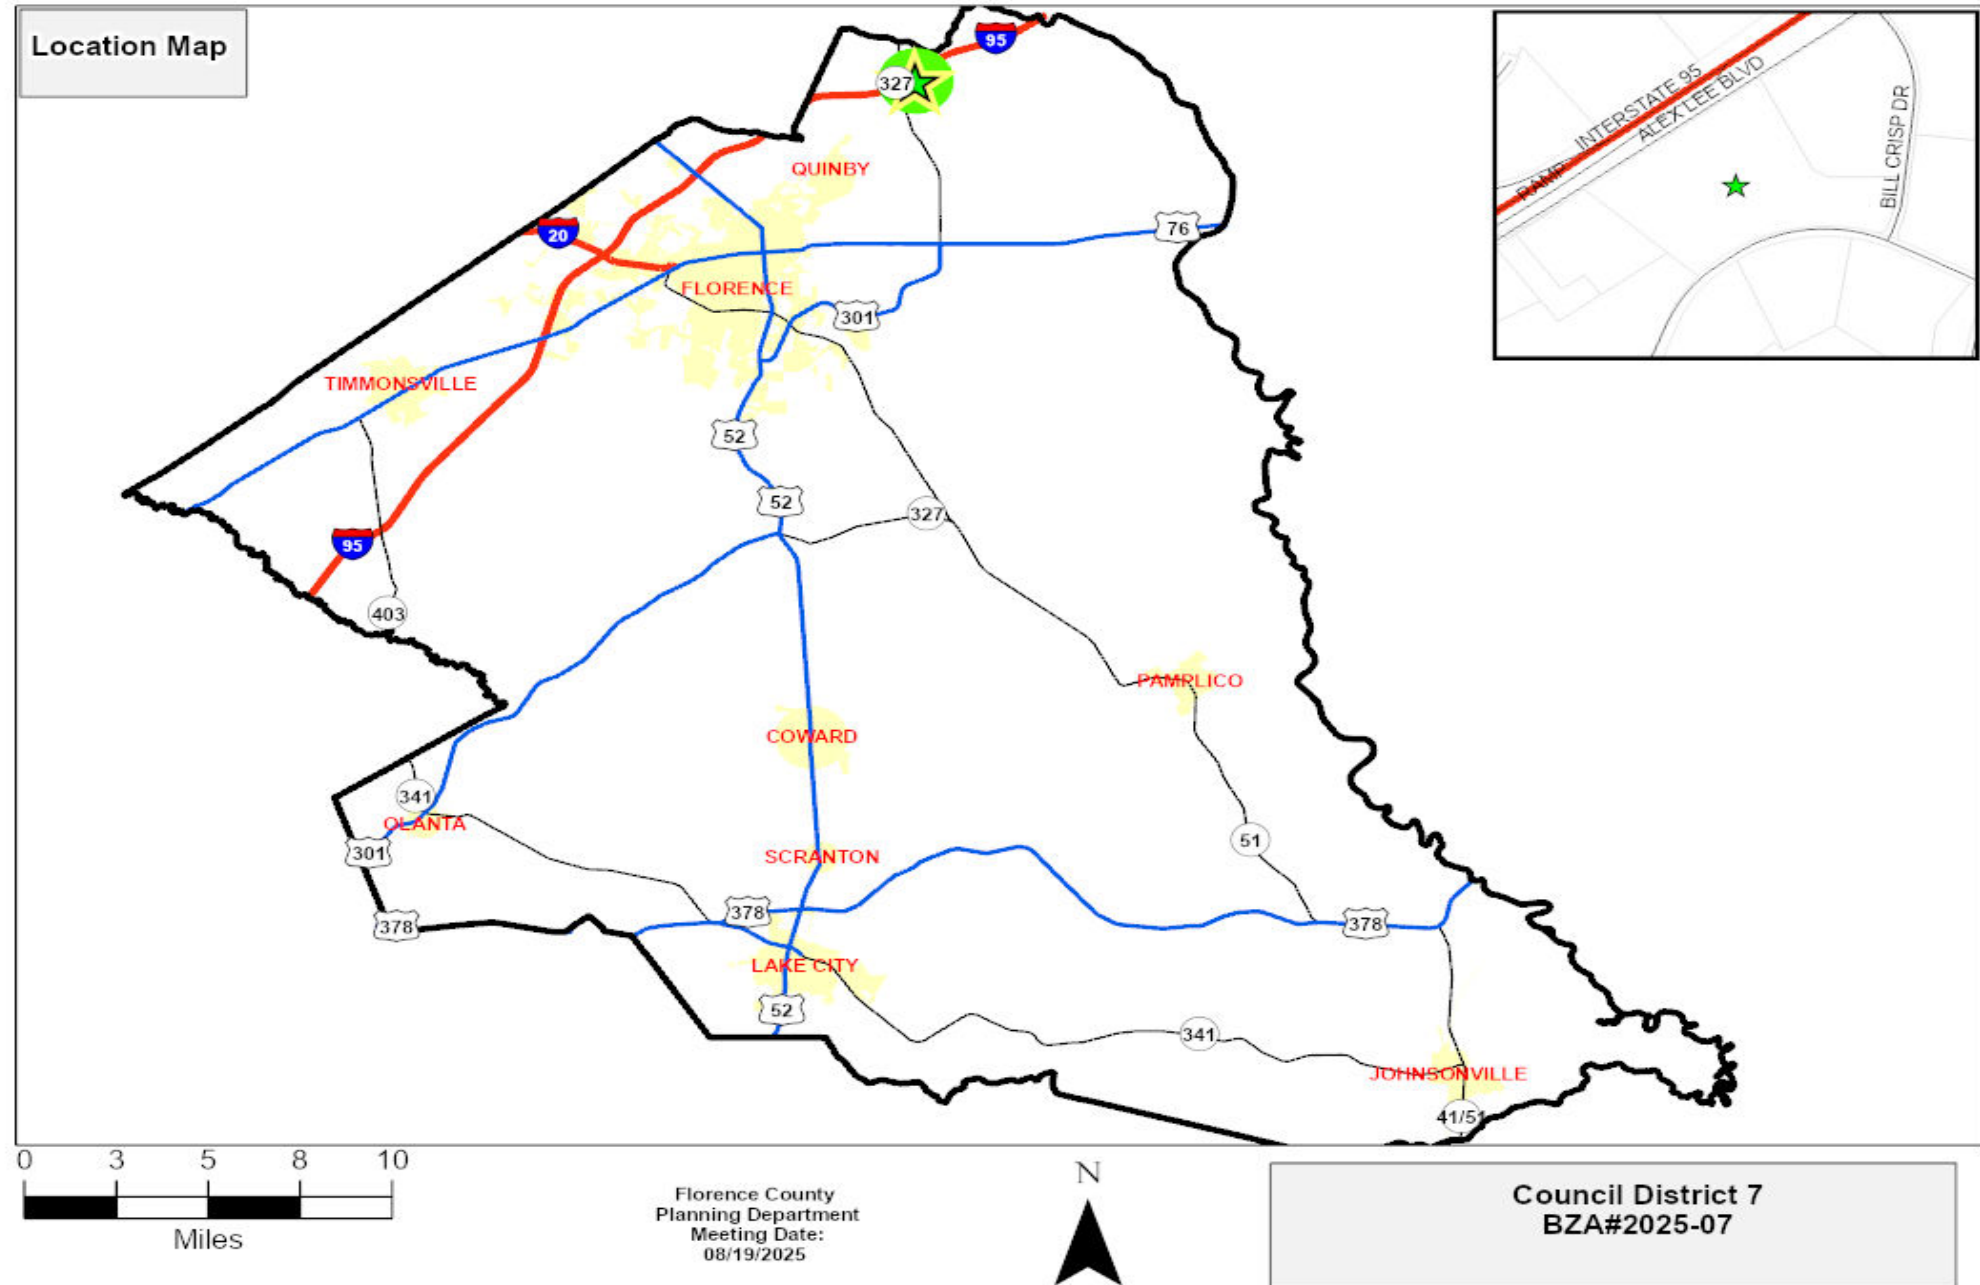 Location Map
95
327
INTERSTATE 95
ALEX LEE BLVD
RAMP
BILL CRISP DR
QUINBY
20
76
FLORENCE
301
TIMMONSVILLE
52
52
327
95
403
PAMPLICO
COWARD
341
OLANTA
301
51
SCRANTON
378
378
378
LAKE CITY
52
341
JOHNSONVILLE
41/51
0 3 5 8 10
Miles
Florence County
Planning Department
Meeting Date:
08/19/2025
N
Council District 7
BZA#2025-07